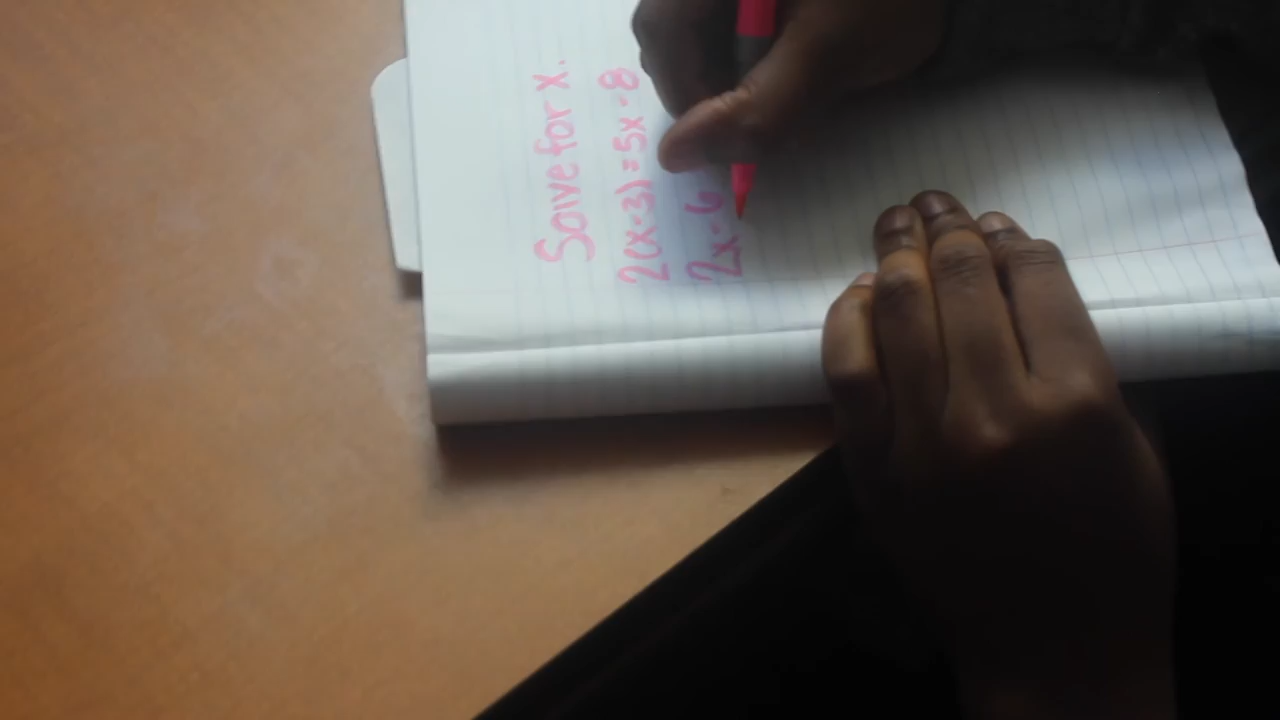 Solve for x.
2(x-3) = 5x-8
2x-6